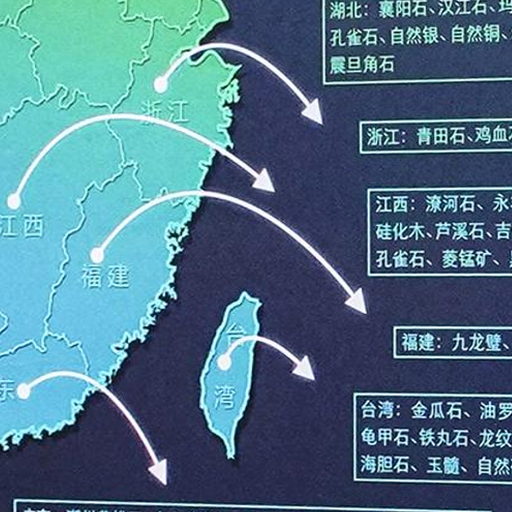 湖北：襄阳石、汉江石、玛
孔雀石、自然银、自然铜、
震旦角石
浙江
浙江：青田石、鸡血石
江西
江西：潦河石、永
硅化木、芦溪石、吉
孔雀石、菱锰矿、
福建
福建：九龙璧、
台湾
台湾：金瓜石、油罗
龟甲石、铁丸石、龙纹
海胆石、玉髓、自然
东